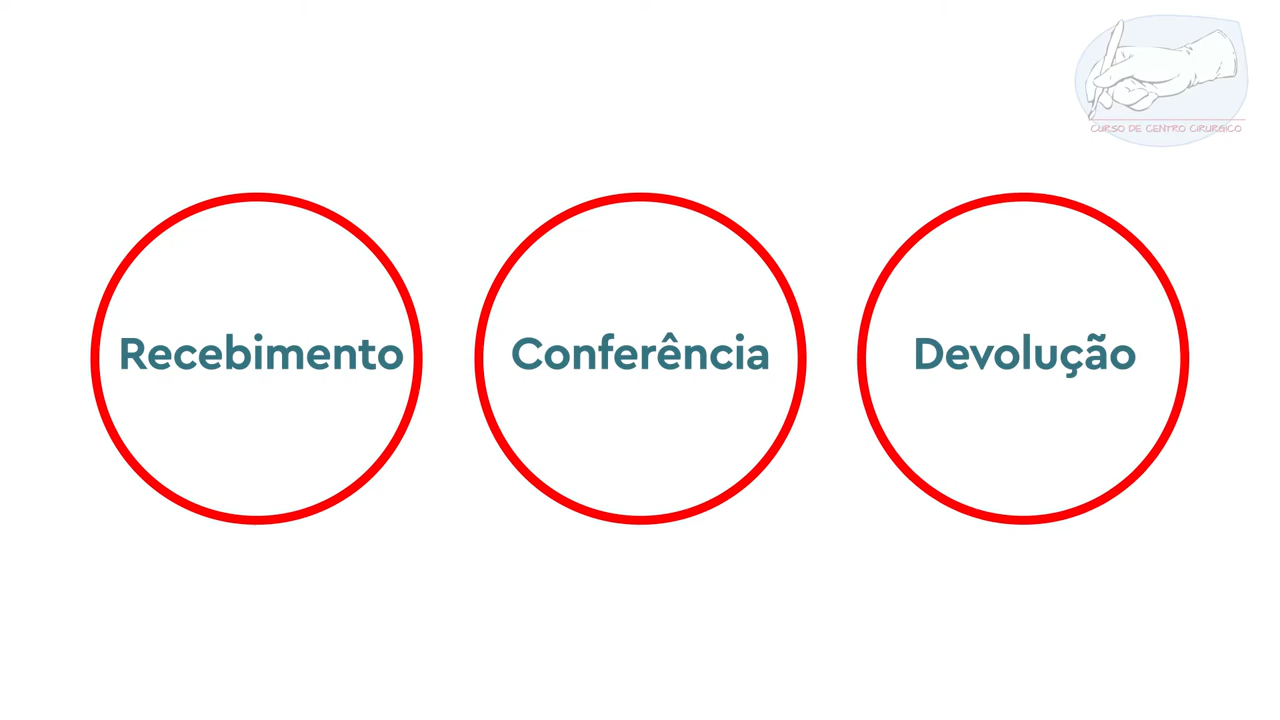 CURSO DE CENTRO CIRURGICO
Recebimento
Conferência
Devolução